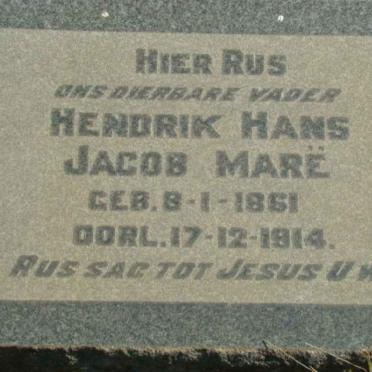 HIER RUS
ONS DIERBARE VADER
HENDRIK HANS
JACOB MARË
GEB. 8-1-1861
OORL. 17-12-1914.
RUS SAG TOT JESUS U